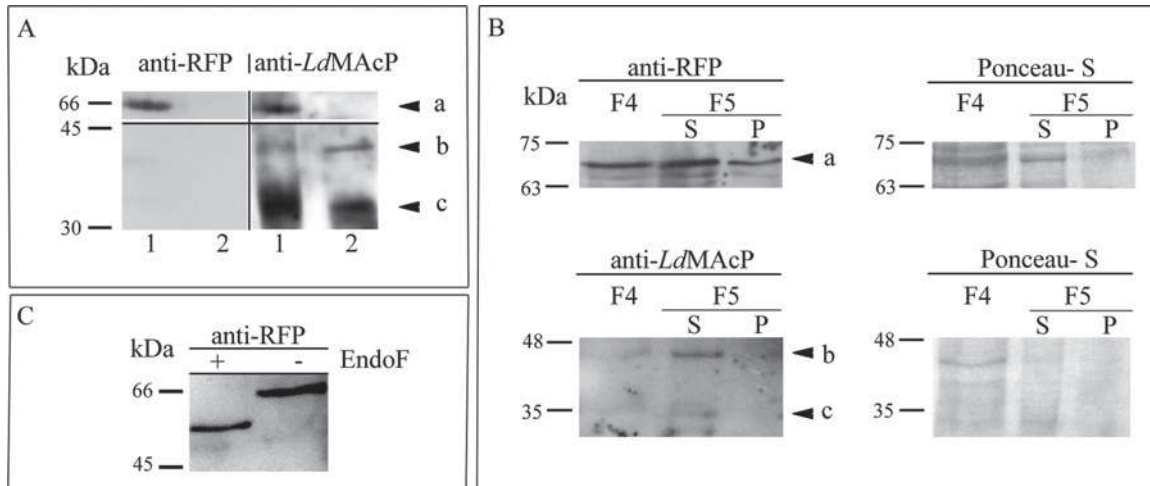 A
kDa anti-RFP anti-LdMAcP
66 a
45
b
c
30
1 2 1 2
B
anti-RFP Ponceau- S
kDa F4 F5 F4 F5
S P S P
75 75
a
63 63
anti-LdMAcP Ponceau- S
F4 F5 F4 F5
S P S P
48 48
b
35 c 35
C
anti-RFP
kDa + - EndoF
66
45